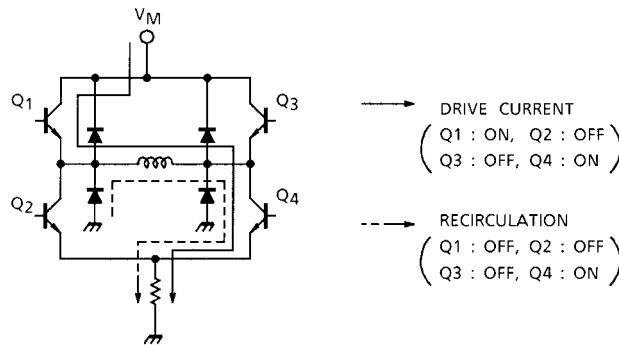 VM
Q1
Q3
Q2
Q4
DRIVE CURRENT
( Q1 : ON, Q2 : OFF
Q3 : OFF, Q4 : ON )
RECIRCULATION
( Q1 : OFF, Q2 : OFF
Q3 : OFF, Q4 : ON )